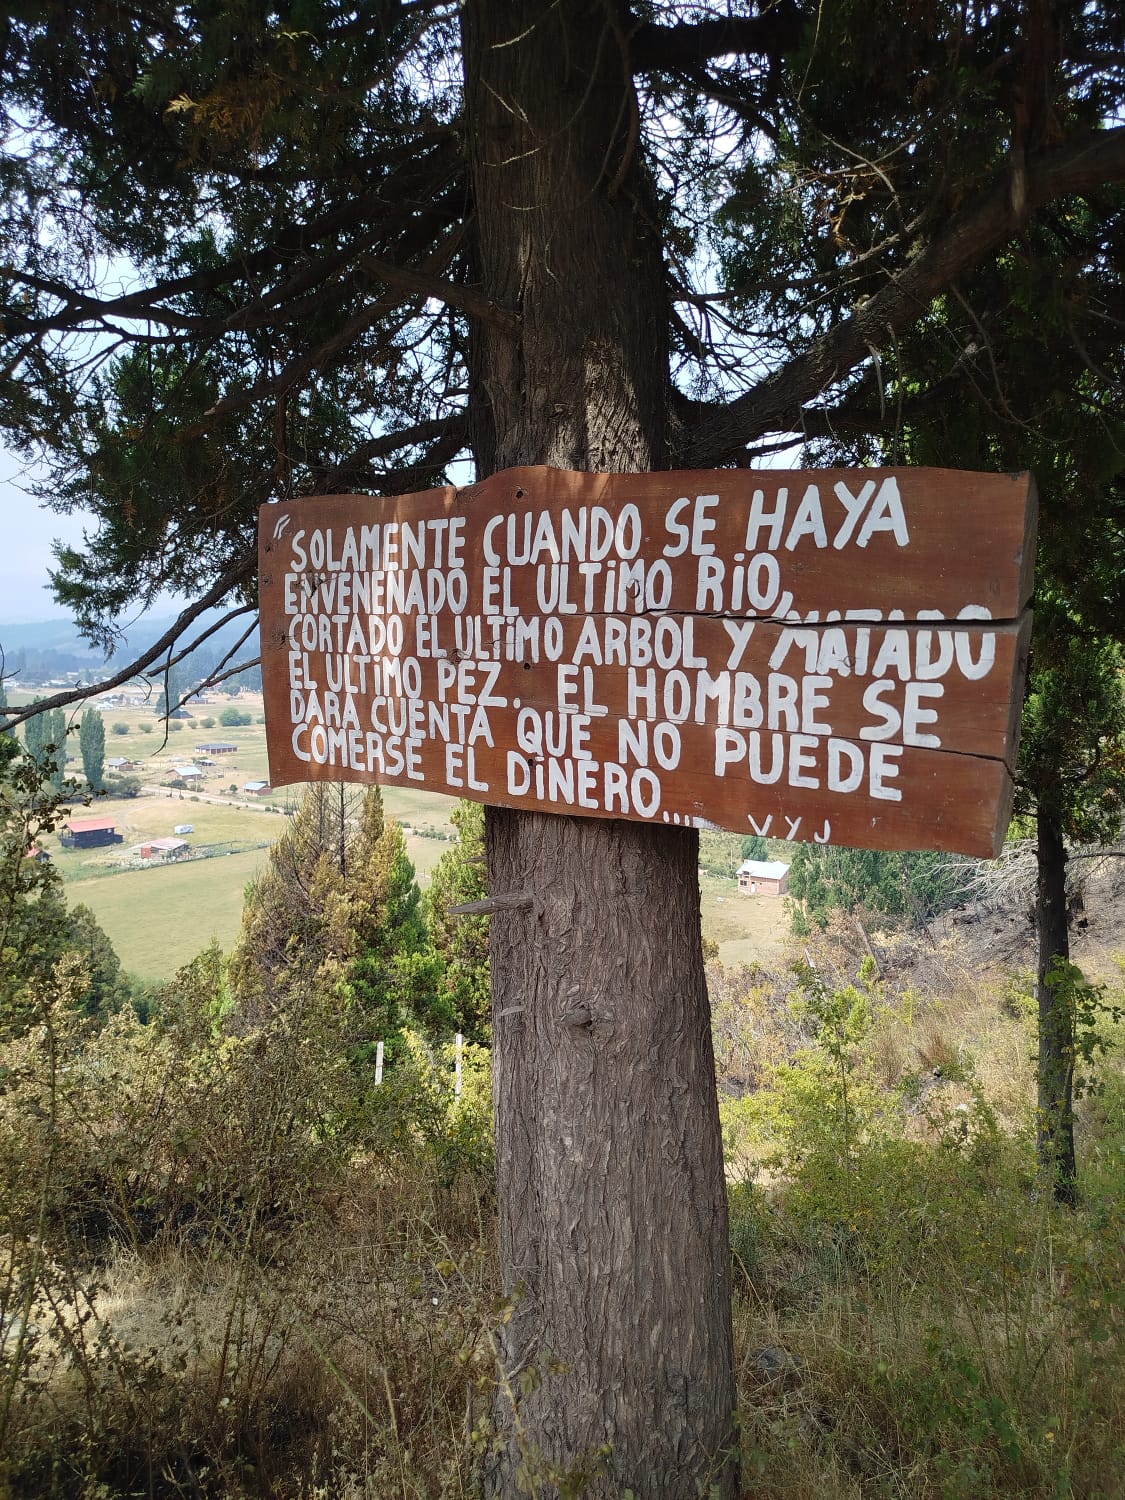 "SOLAMENTE CUANDO SE HAYA
ENVENENADO EL ULTiMO RiO,
CORTADO EL ULTiMO ARBOL Y MATADO
EL ULTiMO PEZ. EL HOMBRE SE
DARA CUENTA QUE NO PUEDE
COMERSE EL DiNERO...
V.Y.J